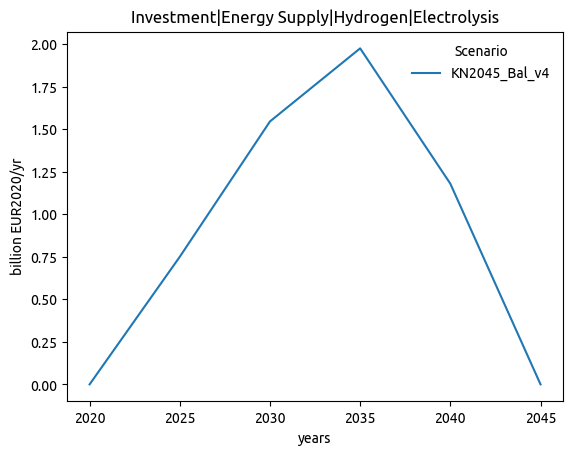 Investment|Energy Supply|Hydrogen|Electrolysis
Scenario
KN2045_Bal_v4
2.00
1.75
1.50
1.25
1.00
0.75
0.50
0.25
0.00
billion EUR2020/yr
2020 2025 2030 2035 2040 2045
years